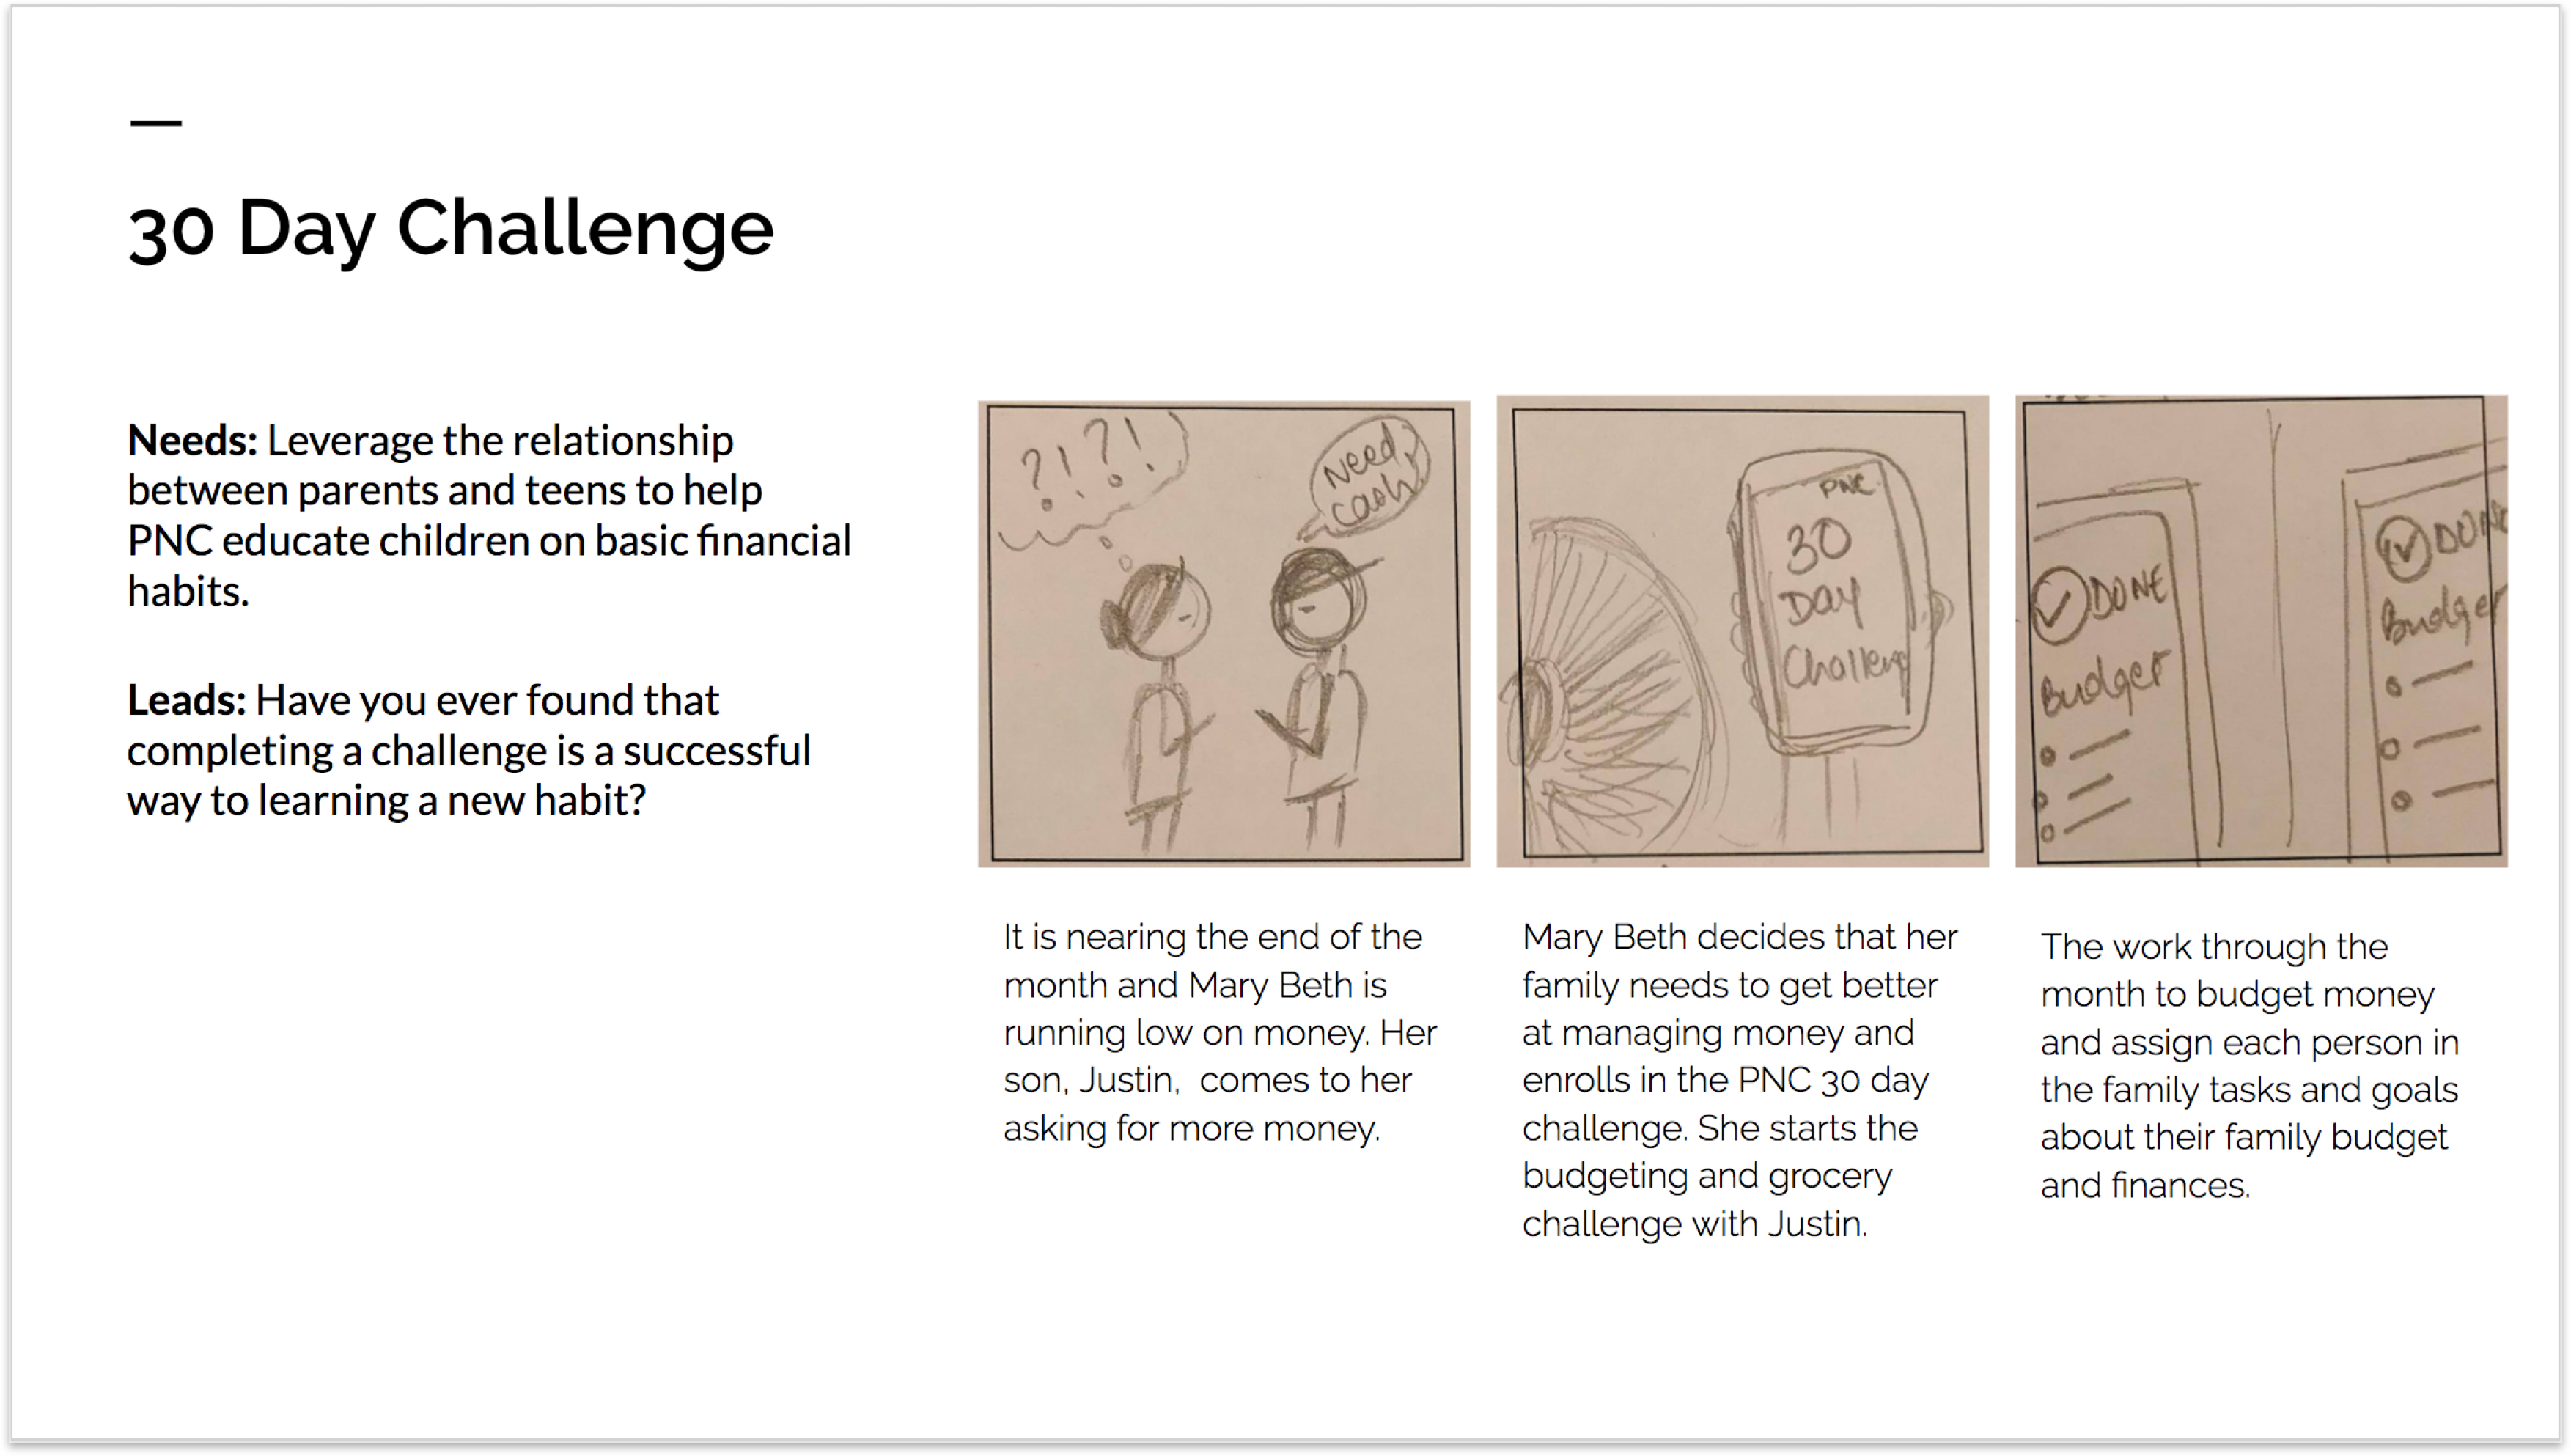 30 Day Challenge
Needs: Leverage the relationship
between parents and teens to help
PNC educate children on basic financial
habits.
Leads: Have you ever found that
completing a challenge is a successful
way to learning a new habit?
?!?!
Need
cash
PNC
30
Day
Challeng
DONE
Budget
DONE
Budget
It is nearing the end of the
month and Mary Beth is
running low on money. Her
son, Justin,  comes to her
asking for more money.
Mary Beth decides that her
family needs to get better
at managing money and
enrolls in the PNC 30 day
challenge. She starts the
budgeting and grocery
challenge with Justin.
The work through the
month to budget money
and assign each person in
the family tasks and goals
about their family budget
and finances.